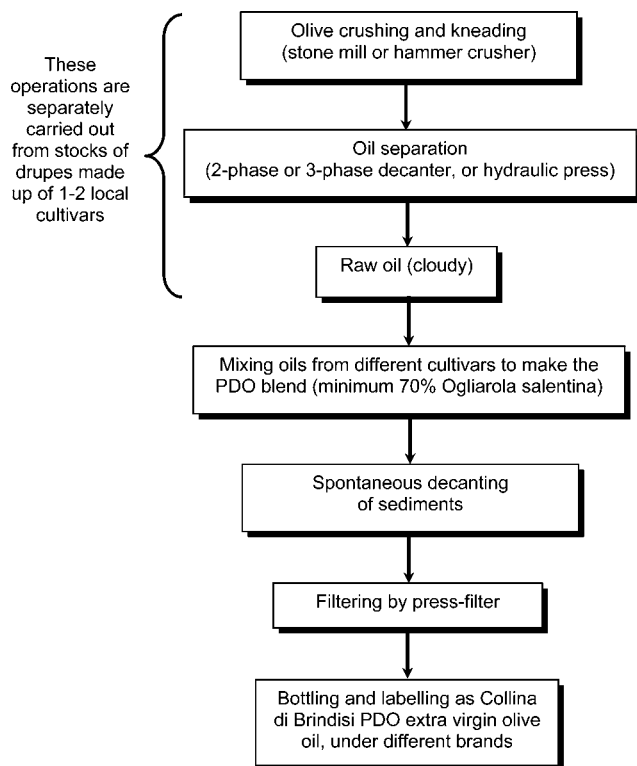 Olive crushing and kneading
(stone mill or hammer crusher)
These
operations are
separately
carried out
from stocks of
drupes made
up of 1-2 local
cultivars
Oil separation
(2-phase or 3-phase decanter, or hydraulic press)
Raw oil (cloudy)
Mixing oils from different cultivars to make the
PDO blend (minimum 70% Ogliarola salentina)
Spontaneous decanting
of sediments
Filtering by press-filter
Bottling and labelling as Collina
di Brindisi PDO extra virgin olive
oil, under different brands